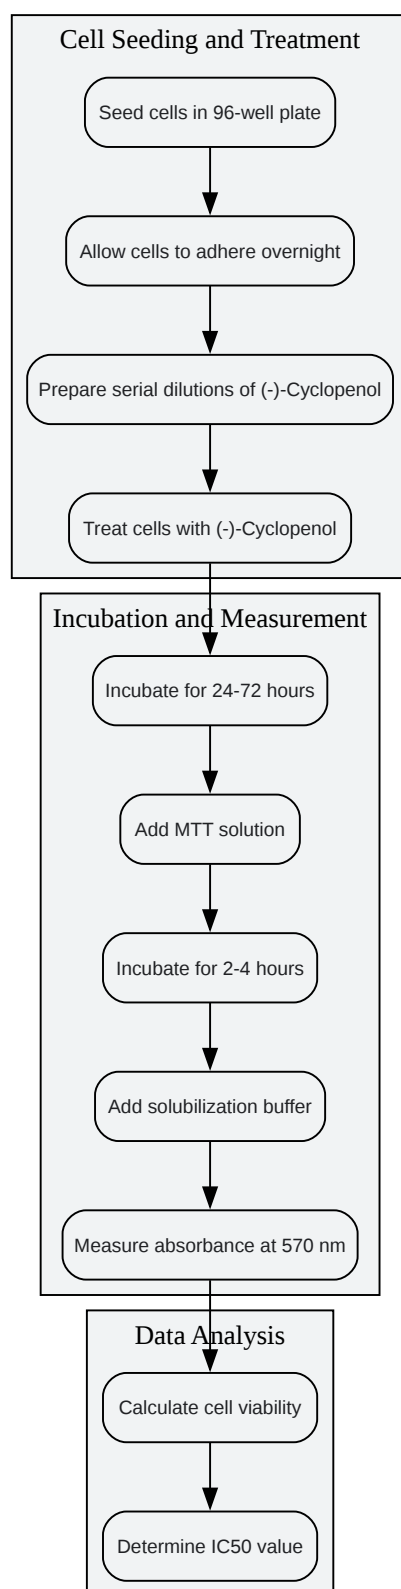 Cell Seeding and Treatment
Seed cells in 96-well plate
Allow cells to adhere overnight
Prepare serial dilutions of (-)-Cyclopenol
Treat cells with (-)-Cyclopenol
Incubation and Measurement
Incubate for 24-72 hours
Add MTT solution
Incubate for 2-4 hours
Add solubilization buffer
Measure absorbance at 570 nm
Data Analysis
Calculate cell viability
Determine IC50 value